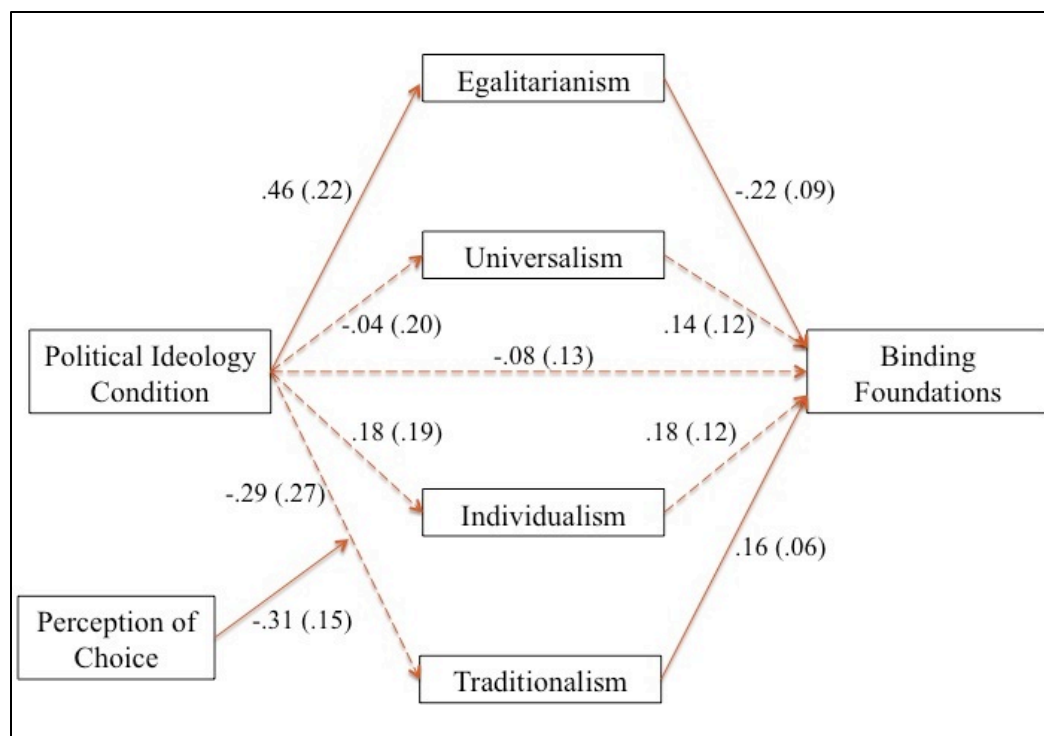 Egalitarianism
.46 (.22)
-.22 (.09)
Universalism
-.04 (.20)
.14 (.12)
Political Ideology
Condition
-.08 (.13)
Binding
Foundations
.18 (.19)
.18 (.12)
-.29 (.27)
Individualism
.16 (.06)
Perception of
Choice
-.31 (.15)
Traditionalism